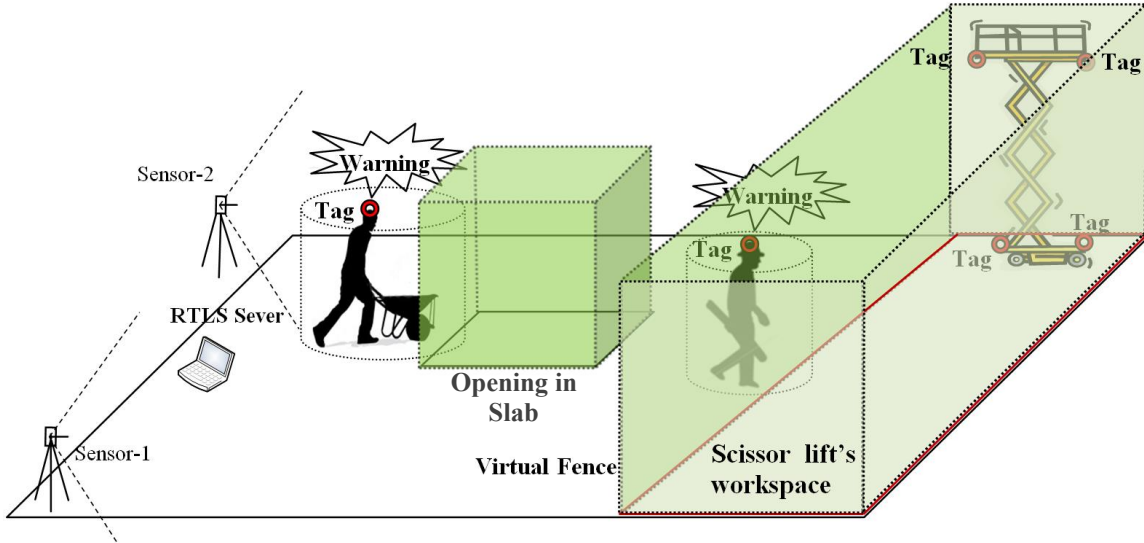 Tag
Tag
Warning
Sensor-2
Tag
Warning
Tag
Tag
Tag
RTLS Sever
Opening in
Slab
Sensor-1
Virtual Fence
Scissor lift's
workspace